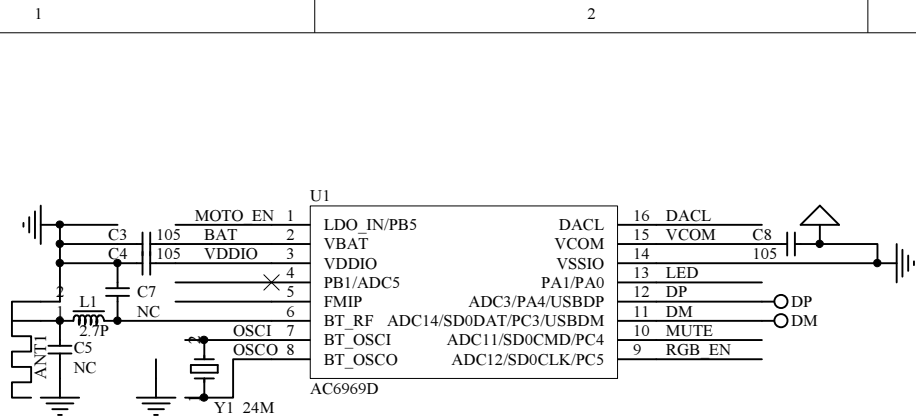 1 2
U1
MOTO_EN 1 LDO_IN/PB5 DACL 16 DACL
C3 105 BAT 2 VBAT VCOM 15 VCOM C8
C4 105 VDDIO 3 VDDIO VSSIO 14 105
4 PB1/ADC5 PA1/PA0 13 LED
2 C7 5 FMIP ADC3/PA4/USBDP 12 DP DP
L1 NC 6 BT_RF ADC14/SD0DAT/PC3/USBDM 11 DM DM
2.7P OSCI 7 BT_OSCI ADC11/SD0CMD/PC4 10 MUTE
ANT1 C5 OSCO 8 BT_OSCO ADC12/SD0CLK/PC5 9 RGB_EN
NC
AC6969D
Y1 24M